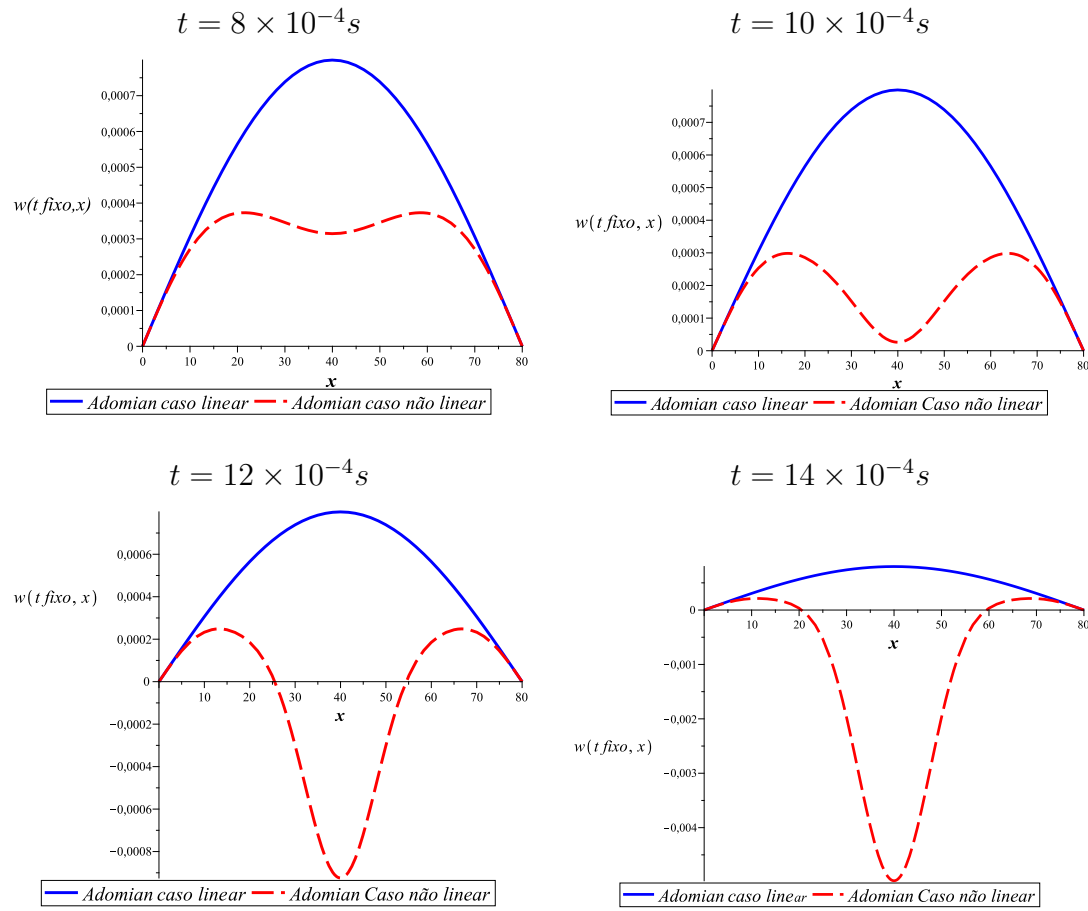 t = 8 × 10⁻⁴s
0,0007
0,0006
0,0005
w(t fixo,x)
0,0004
0,0003
0,0002
0,0001
0
0 10 20 30 40 50 60 70 80
x
Adomian caso linear Adomian caso não linear
t = 10 × 10⁻⁴s
0,0007
0,0006
0,0005
w(t fixo, x)
0,0004
0,0003
0,0002
0,0001
0
0 10 20 30 40 50 60 70 80
x
Adomian caso linear Adomian Caso não linear
t = 12 × 10⁻⁴s
0,0006
w(t fixo, x)
0,0004
0,0002
0
10 20 30 40 50 60 70 80
x
−0,0002
−0,0004
−0,0006
−0,0008
Adomian caso linear Adomian Caso não linear
t = 14 × 10⁻⁴s
0
10 20 30 40 50 60 70 80
x
−0,001
−0,002
w(t fixo, x)
−0,003
−0,004
Adomian caso linear Adomian Caso não linear